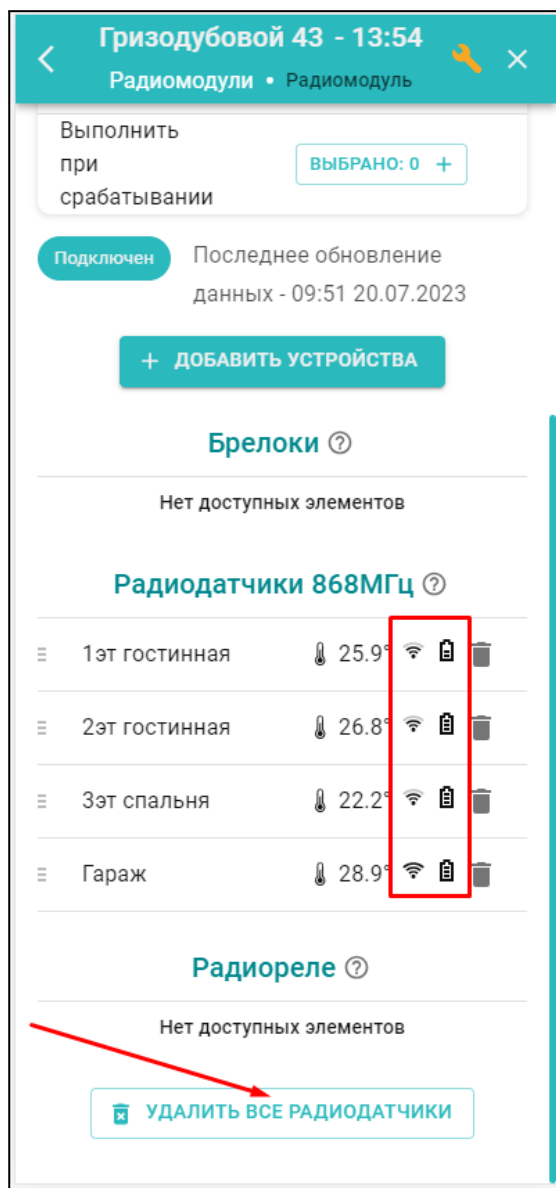 Гризодубовой 43 - 13:54
Радиомодули • Радиомодуль
Выполнить
при
срабатывании
ВЫБРАНО: 0 +
Подключен
Последнее обновление
данных - 09:51 20.07.2023
+ ДОБАВИТЬ УСТРОЙСТВА
Брелоки
Нет доступных элементов
Радиодатчики 868МГц
1эт гостинная 25.9°
2эт гостинная 26.8°
3эт спальня 22.2°
Гараж 28.9°
Радиореле
Нет доступных элементов
УДАЛИТЬ ВСЕ РАДИОДАТЧИКИ